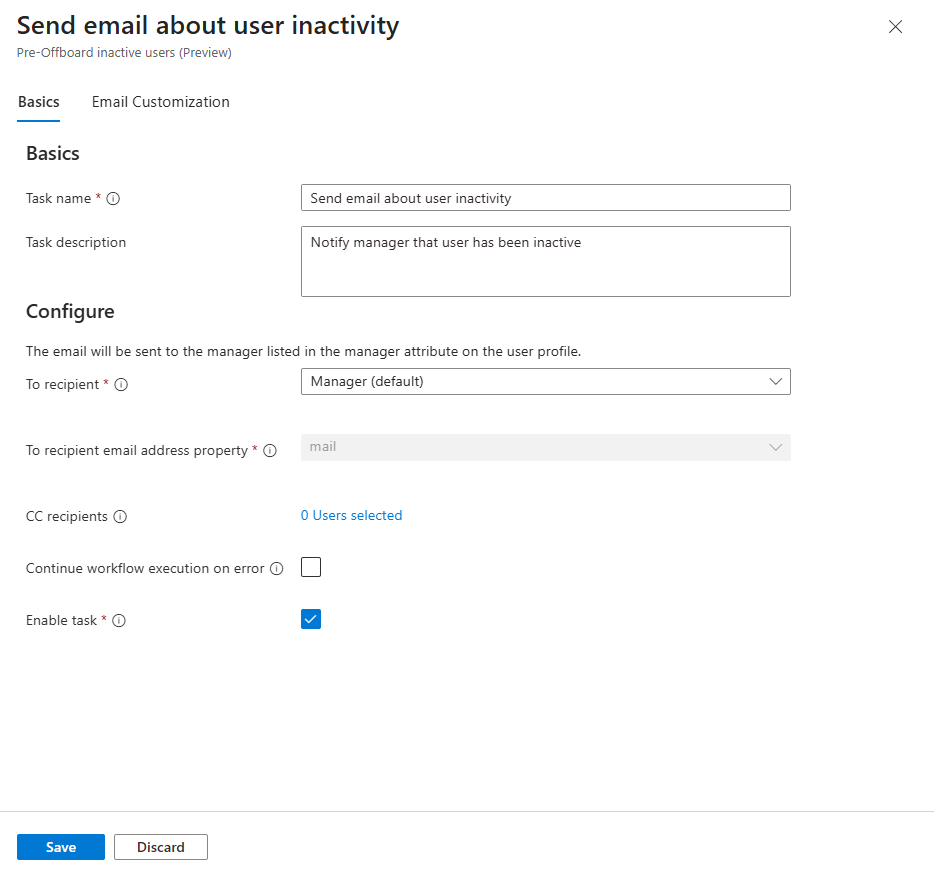 Send email about user inactivity
Pre-Offboard inactive users (Preview)
Basics Email Customization
Basics
Task name * Send email about user inactivity
Task description Notify manager that user has been inactive
Configure
The email will be sent to the manager listed in the manager attribute on the user profile.
To recipient * Manager (default)
To recipient email address property * mail
CC recipients 0 Users selected
Continue workflow execution on error
Enable task *
Save Discard